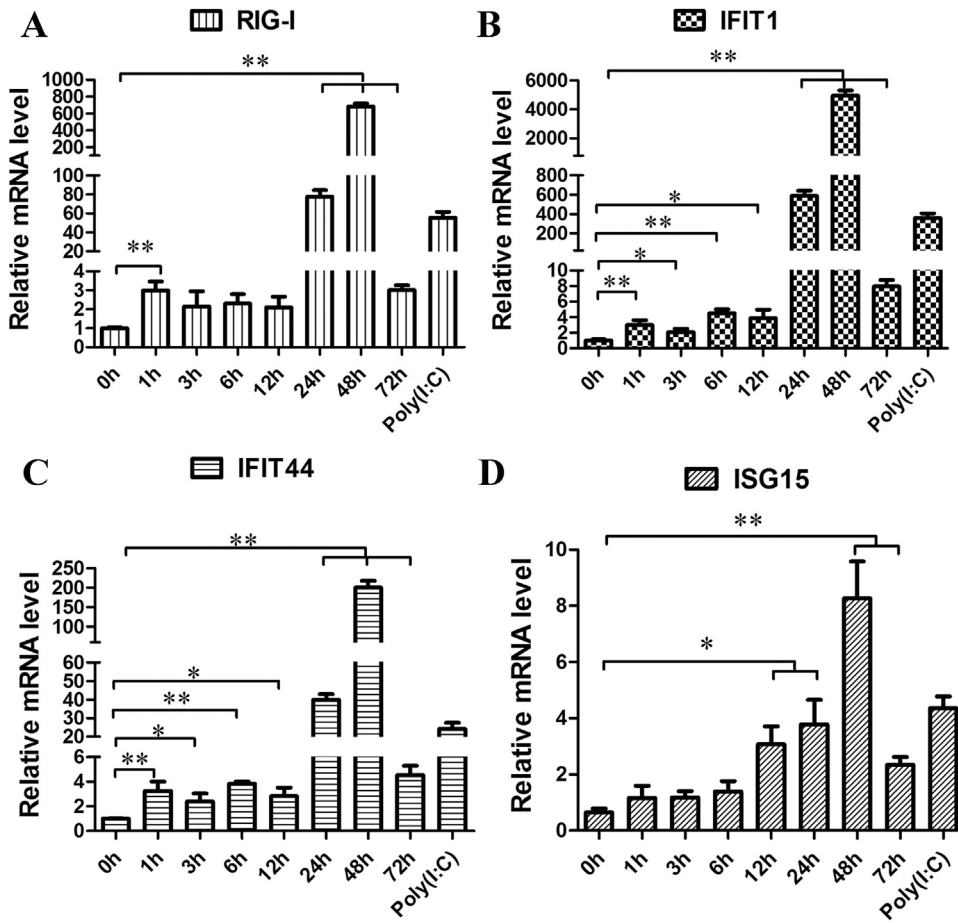 A
RIG-I
Relative mRNA level
1000
800
600
400
200
100
80
60
40
20
4
3
2
1
0
**
**
0h
1h
3h
6h
12h
24h
48h
72h
Poly(I:C)
B
IFIT1
Relative mRNA level
6000
4000
2000
800
600
400
200
10
8
6
4
2
0
**
*
**
*
**
0h
1h
3h
6h
12h
24h
48h
72h
Poly(I:C)
C
IFIT44
Relative mRNA level
250
200
150
100
60
50
40
30
20
6
4
2
0
**
*
**
*
**
0h
1h
3h
6h
12h
24h
48h
72h
Poly(I:C)
D
ISG15
Relative mRNA level
10
8
6
4
2
0
**
*
0h
1h
3h
6h
12h
24h
48h
72h
Poly(I:C)